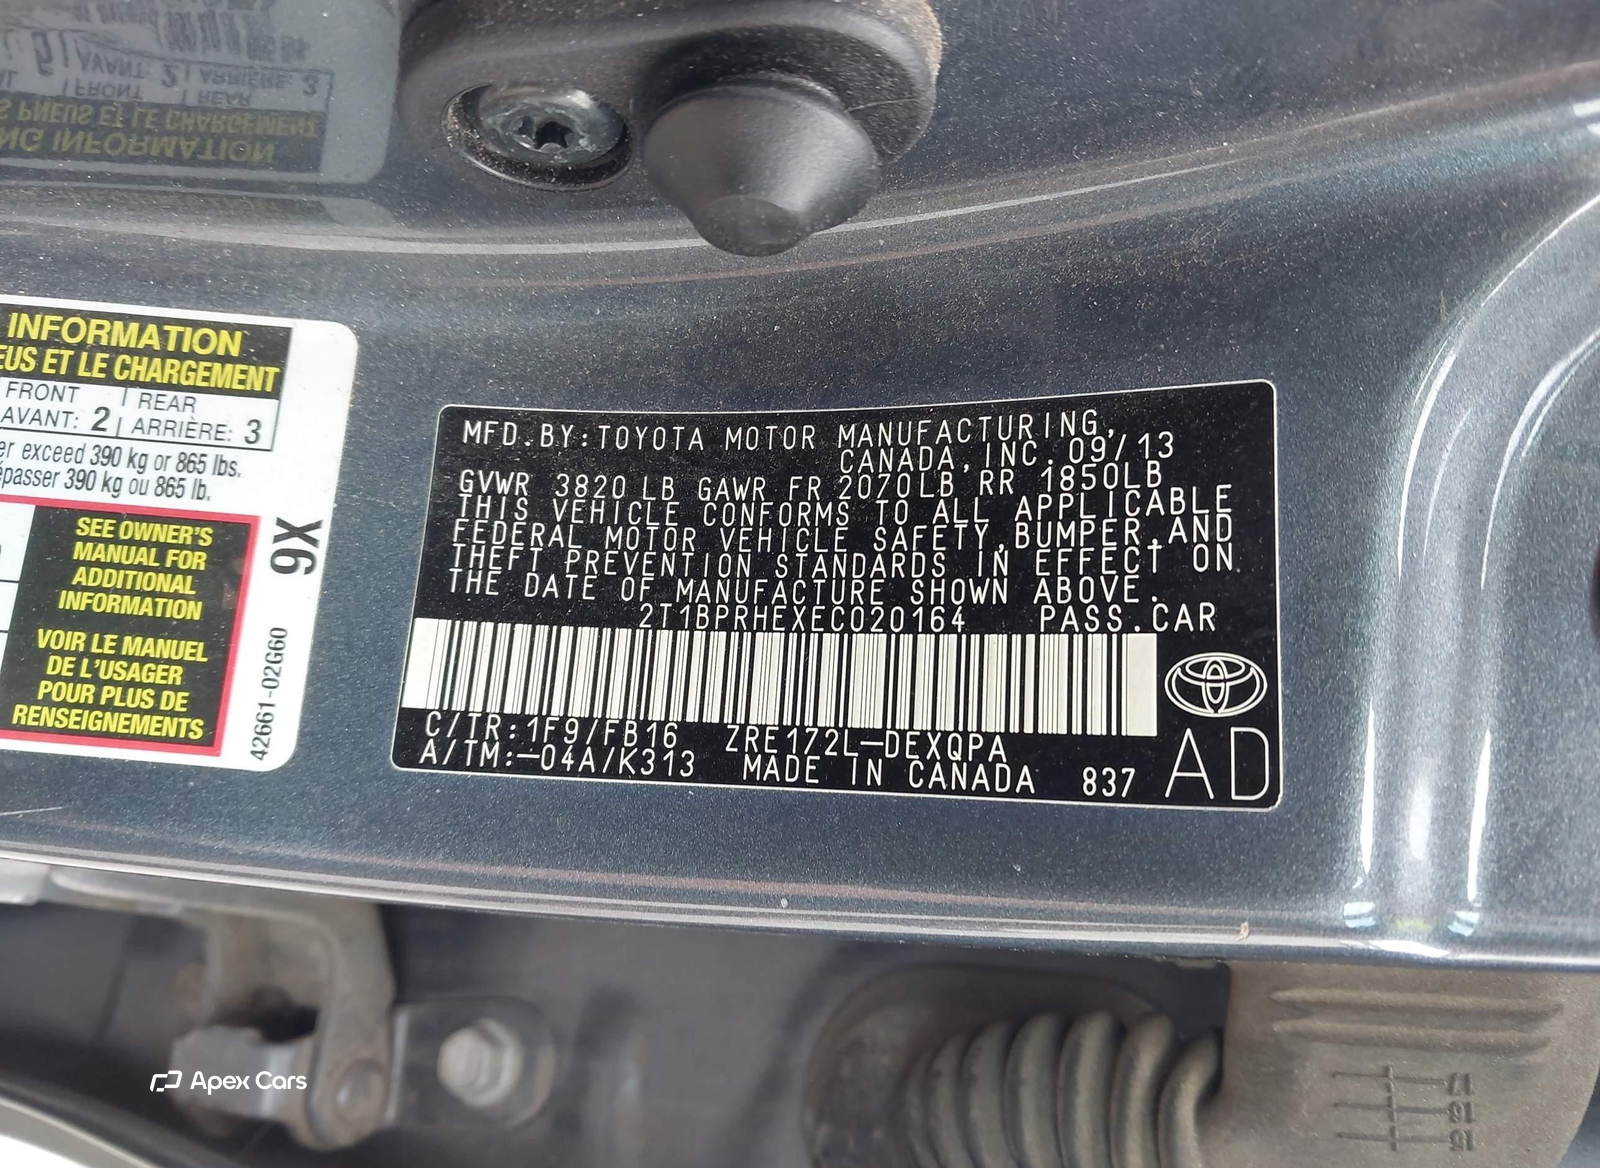 INFORMATION
EUS ET LE CHARGEMENT
FRONT | REAR
AVANT: 2 | ARRIÈRE: 3
er exceed 390 kg or 865 lbs.
épasser 390 kg ou 865 lb.
SEE OWNER'S
MANUAL FOR
ADDITIONAL
INFORMATION
VOIR LE MANUEL
DE L'USAGER
POUR PLUS DE
RENSEIGNEMENTS
9X
42661-02G60
MFD.BY:TOYOTA MOTOR MANUFACTURING,
CANADA,INC.09/13
GVWR 3820LB GAWR FR 2070LB RR 1850LB
THIS VEHICLE CONFORMS TO ALL APPLICABLE
FEDERAL MOTOR VEHICLE SAFETY,BUMPER,AND
THEFT PREVENTION STANDARDS IN EFFECT ON
THE DATE OF MANUFACTURE SHOWN ABOVE.
2T1BPRHEXEC020164 PASS.CAR
C/TR:1F9/FB16 ZRE172L-DEXQPA
A/TM:-04A/K313 MADE IN CANADA 837
AD
Apex Cars